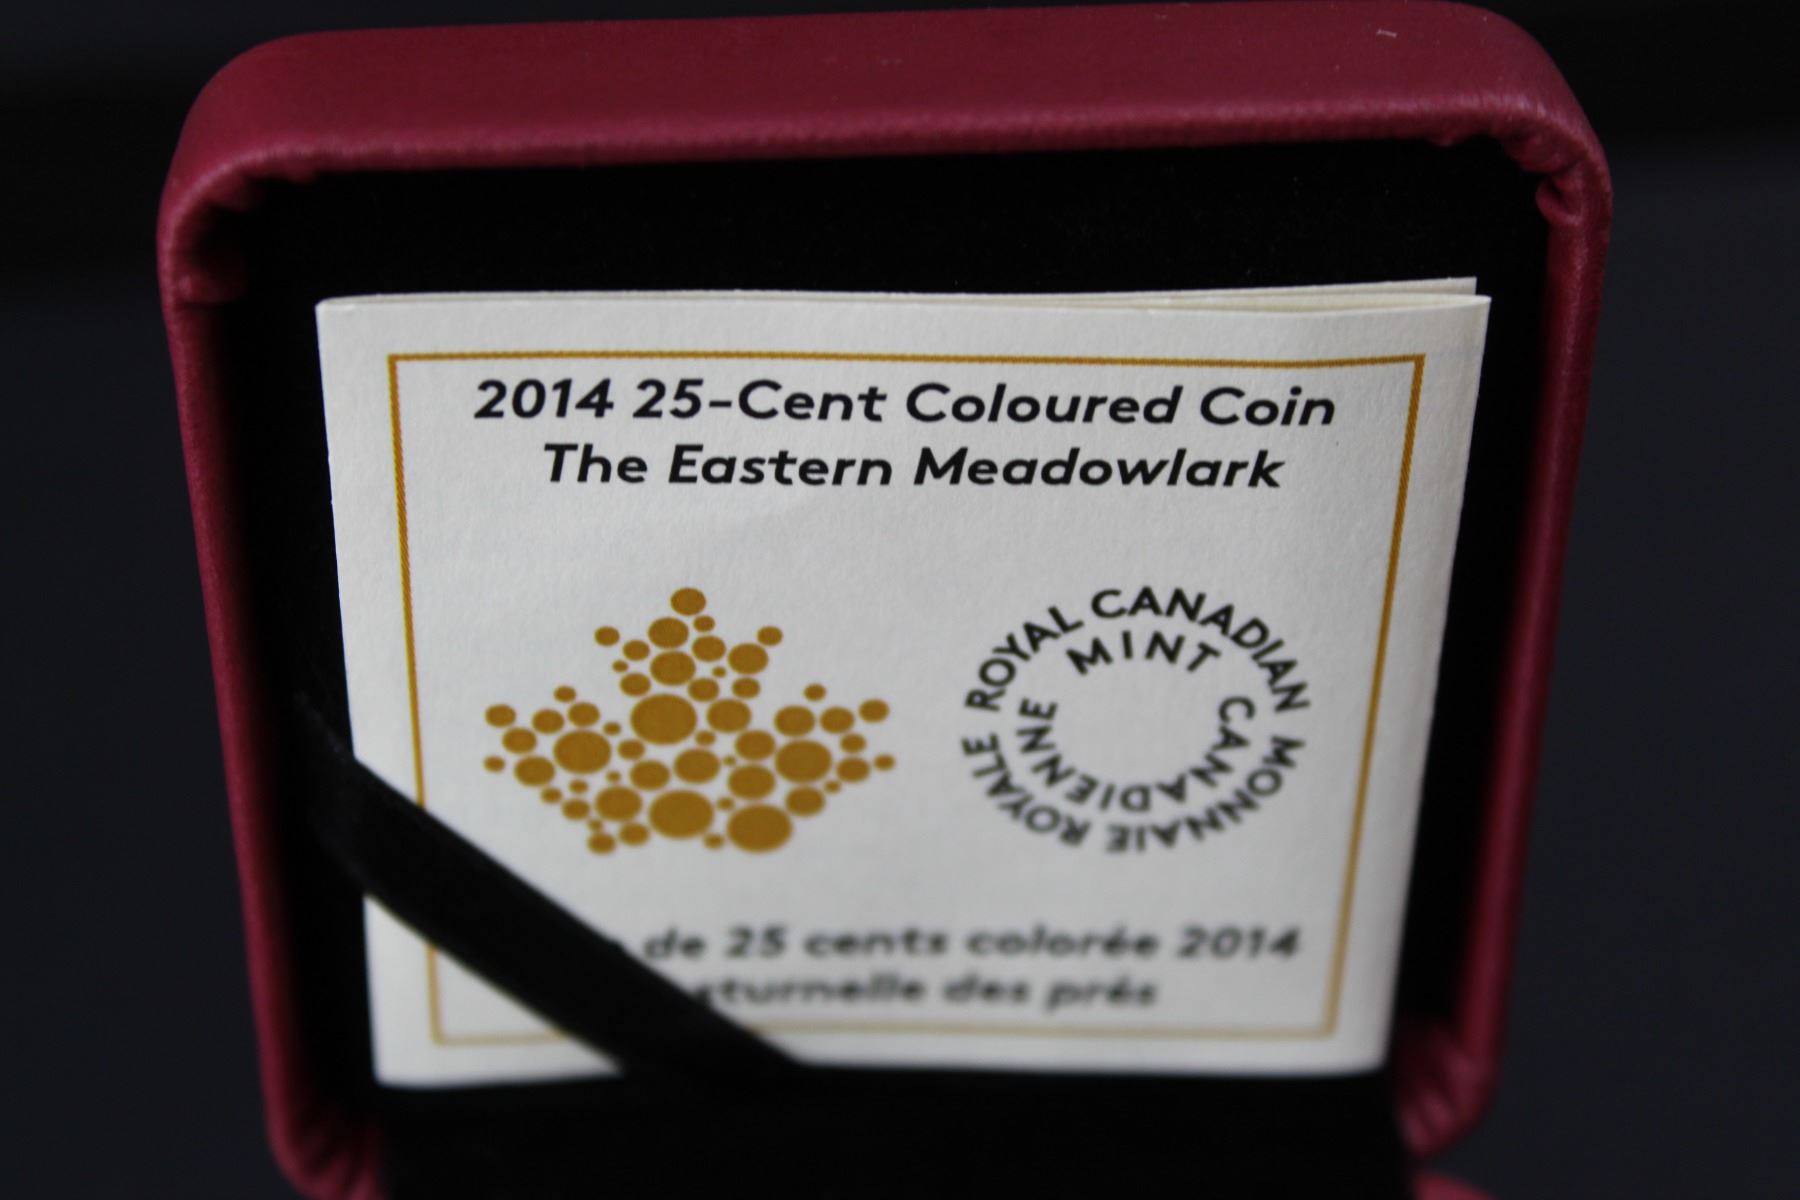 2014 25-Cent Coloured Coin
The Eastern Meadowlark
ROYAL CANADIAN
MINT
MONNAIE ROYALE
CANADIENNE
de 25 cents colorée 2014
des prés